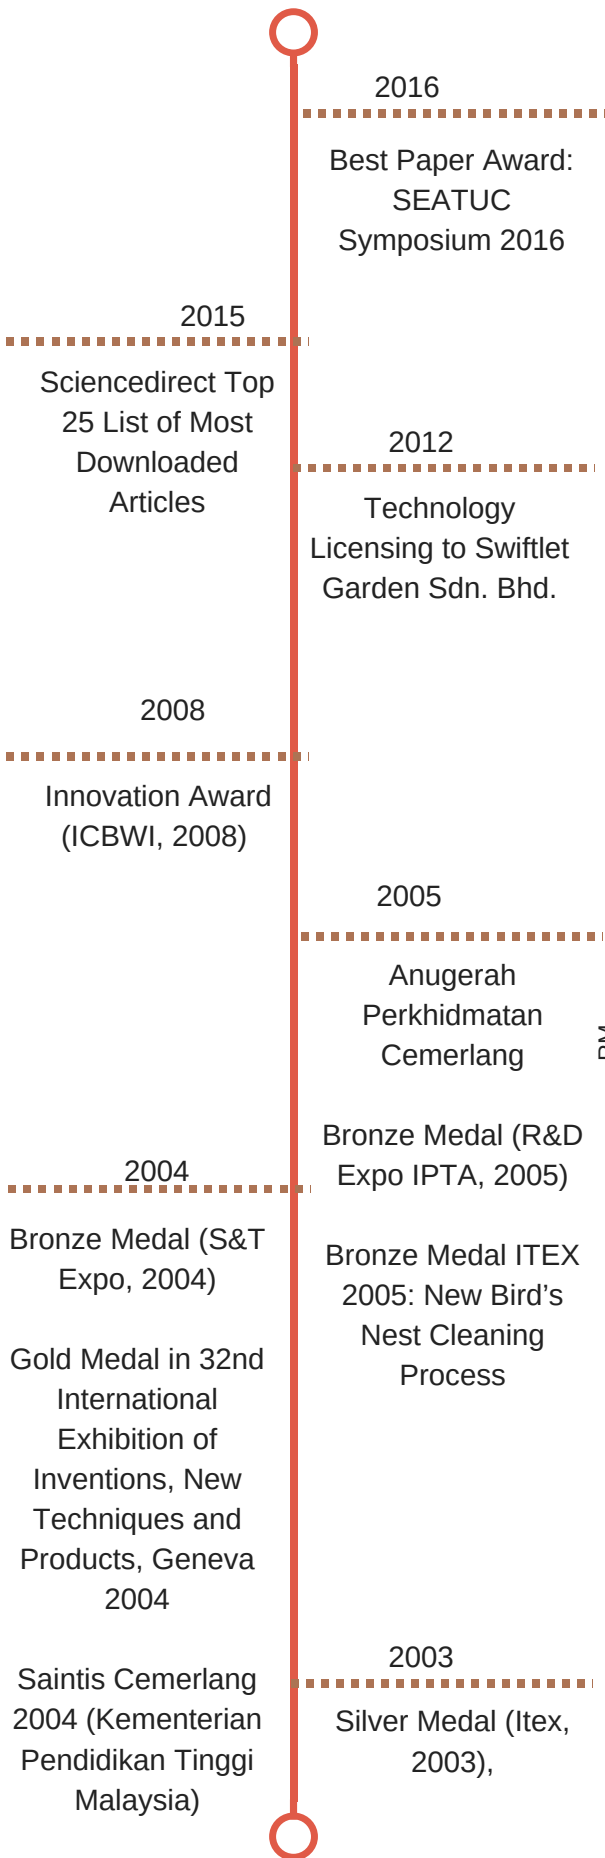 2016
Best Paper Award:
SEATUC
Symposium 2016
2015
Sciencedirect Top
25 List of Most
Downloaded
Articles
2012
Technology
Licensing to Swiftlet
Garden Sdn. Bhd.
2008
Innovation Award
(ICBWI, 2008)
2005
Anugerah
Perkhidmatan
Cemerlang
Bronze Medal (R&D
Expo IPTA, 2005)
Bronze Medal ITEX
2005: New Bird’s
Nest Cleaning
Process
2004
Bronze Medal (S&T
Expo, 2004)
Gold Medal in 32nd
International
Exhibition of
Inventions, New
Techniques and
Products, Geneva
2004
Saintis Cemerlang
2004 (Kementerian
Pendidikan Tinggi
Malaysia)
2003
Silver Medal (Itex,
2003),